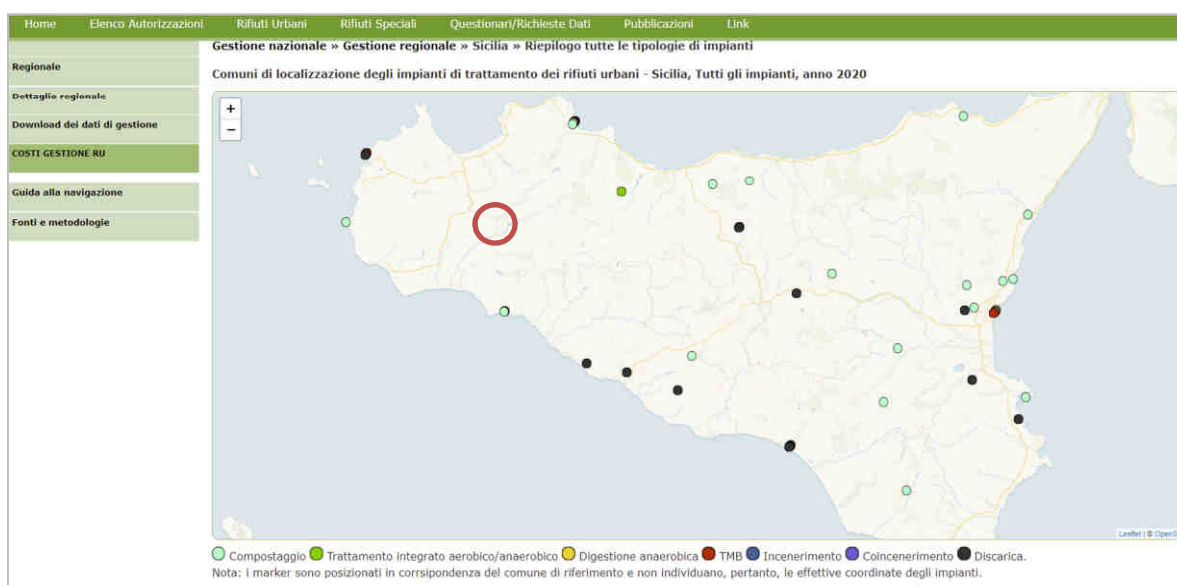 Home Elenco Autorizzazioni Rifiuti Urbani Rifiuti Speciali Questionari/Richieste Dati Pubblicazioni Link
Gestione nazionale » Gestione regionale » Sicilia » Riepilogo tutte le tipologie di impianti
Regionale
Comuni di localizzazione degli impianti di trattamento dei rifiuti urbani - Sicilia, Tutti gli impianti, anno 2020
Dettaglio regionale
+
Download dei dati di gestione
−
COSTI GESTIONE RU
Guida alla navigazione
Fonti e metodologie
Leaflet | © OpenS
Compostaggio Trattamento integrato aerobico/anaerobico Digestione anaerobica TMB Incenerimento Coincenerimento Discarica.
Nota: i marker sono posizionati in corrsipondenza del comune di riferimento e non individuano, pertanto, le effettive coordinate degli impianti.